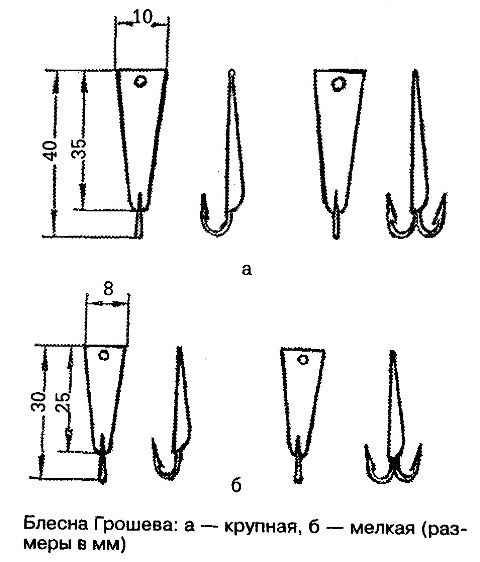 10
40
35
а
8
30
25
б
Блесна Грошева: а — крупная, б — мелкая (раз-
меры в мм)